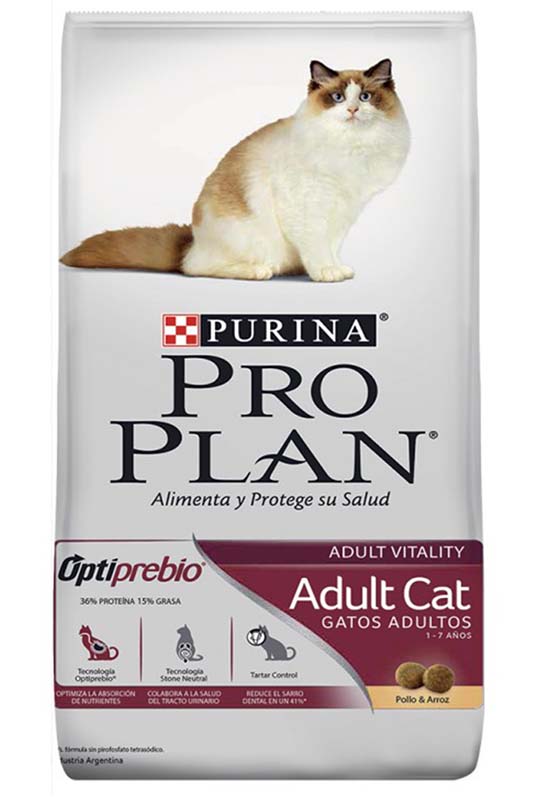 PURINA®
PRO
PLAN®
Alimenta y Protege su Salud
Optiprebio®
36% PROTEÍNA 15% GRASA
Tecnología
Optiprebio®
Tecnología
Stone Neutral
Tartar Control
OPTIMIZA LA ABSORCIÓN
DE NUTRIENTES
COLABORA A LA SALUD
DEL TRACTO URINARIO
REDUCE EL SARRO
DENTAL EN UN 41%*
ADULT VITALITY
Adult Cat
GATOS ADULTOS
1 - 7 AÑOS
Pollo & Arroz
fórmula sin pirofosfato tetrasódico.
Argentina